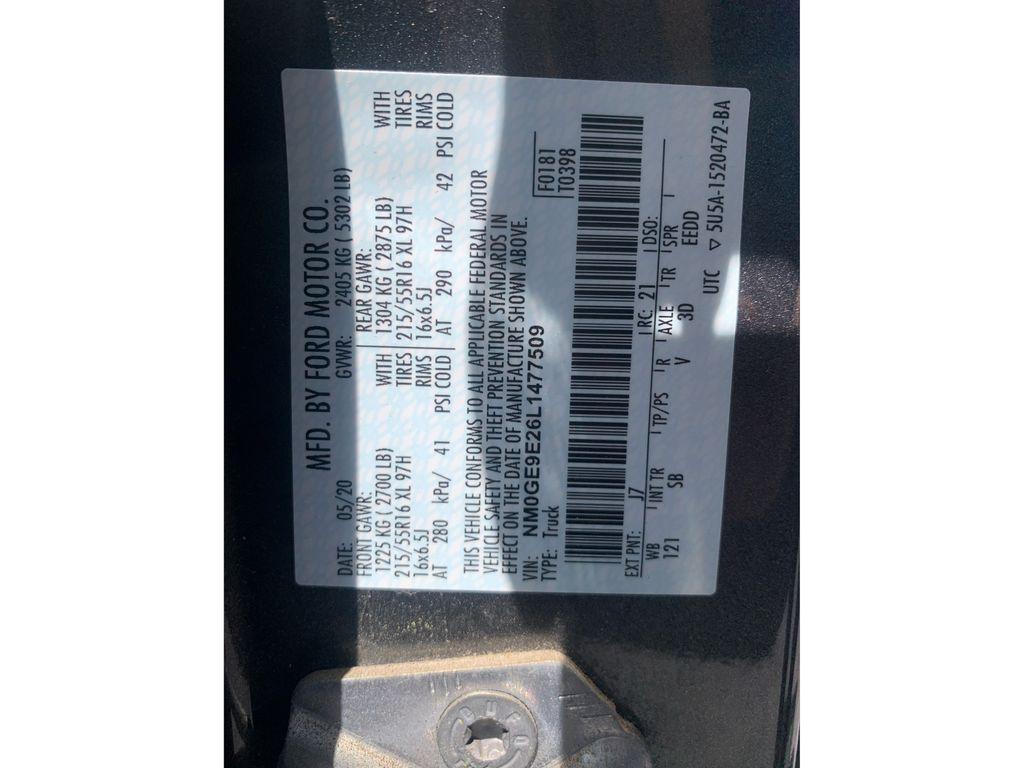 MFD. BY FORD MOTOR CO.
DATE: 05/20 GVWR: 2405 KG ( 5302 LB)
FRONT GAWR: REAR GAWR:
1225 KG ( 2700 LB) WITH 1304 KG ( 2875 LB) WITH
215/55R16 XL 97H TIRES 215/55R16 XL 97H TIRES
16x6.5J RIMS 16x6.5J RIMS
AT 280 kPa/ 41 PSI COLD AT 290 kPa/ 42 PSI COLD
THIS VEHICLE CONFORMS TO ALL APPLICABLE FEDERAL MOTOR
VEHICLE SAFETY AND THEFT PREVENTION STANDARDS IN
EFFECT ON THE DATE OF MANUFACTURE SHOWN ABOVE.
VIN: NM0GE9E26L1477509 F0181
TYPE: Truck T0398
EXT PNT: J7 RC: 21 DSO:
WB INT TR TP/PS R AXLE TR SPR
121 SB V 3D EEDD
UTC ▽ 5U5A-1520472-BA